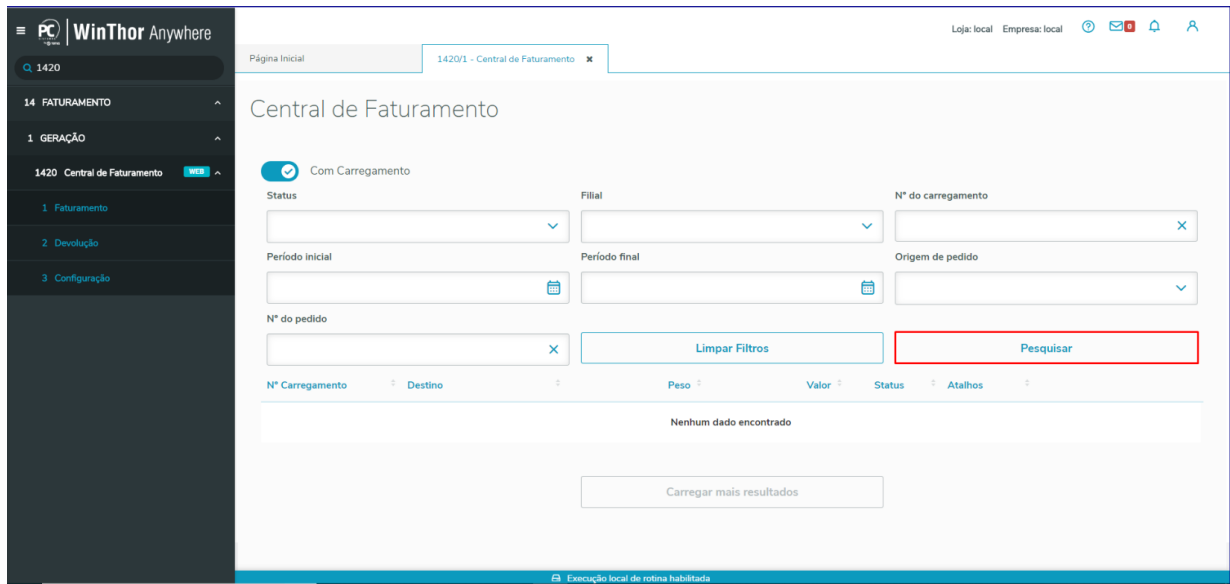 PC WinThor Anywhere
1420
14 FATURAMENTO
1 GERAÇÃO
1420 Central de Faturamento WEB
1 Faturamento
2 Devolução
3 Configuração
Loja: local Empresa: local 0
Página Inicial 1420/1 - Central de Faturamento
Central de Faturamento
Com Carregamento
Status Filial N° do carregamento
Período inicial Período final Origem de pedido
N° do pedido
Limpar Filtros Pesquisar
N° Carregamento Destino Peso Valor Status Atalhos
Nenhum dado encontrado
Carregar mais resultados
Execução local de rotina habilitada